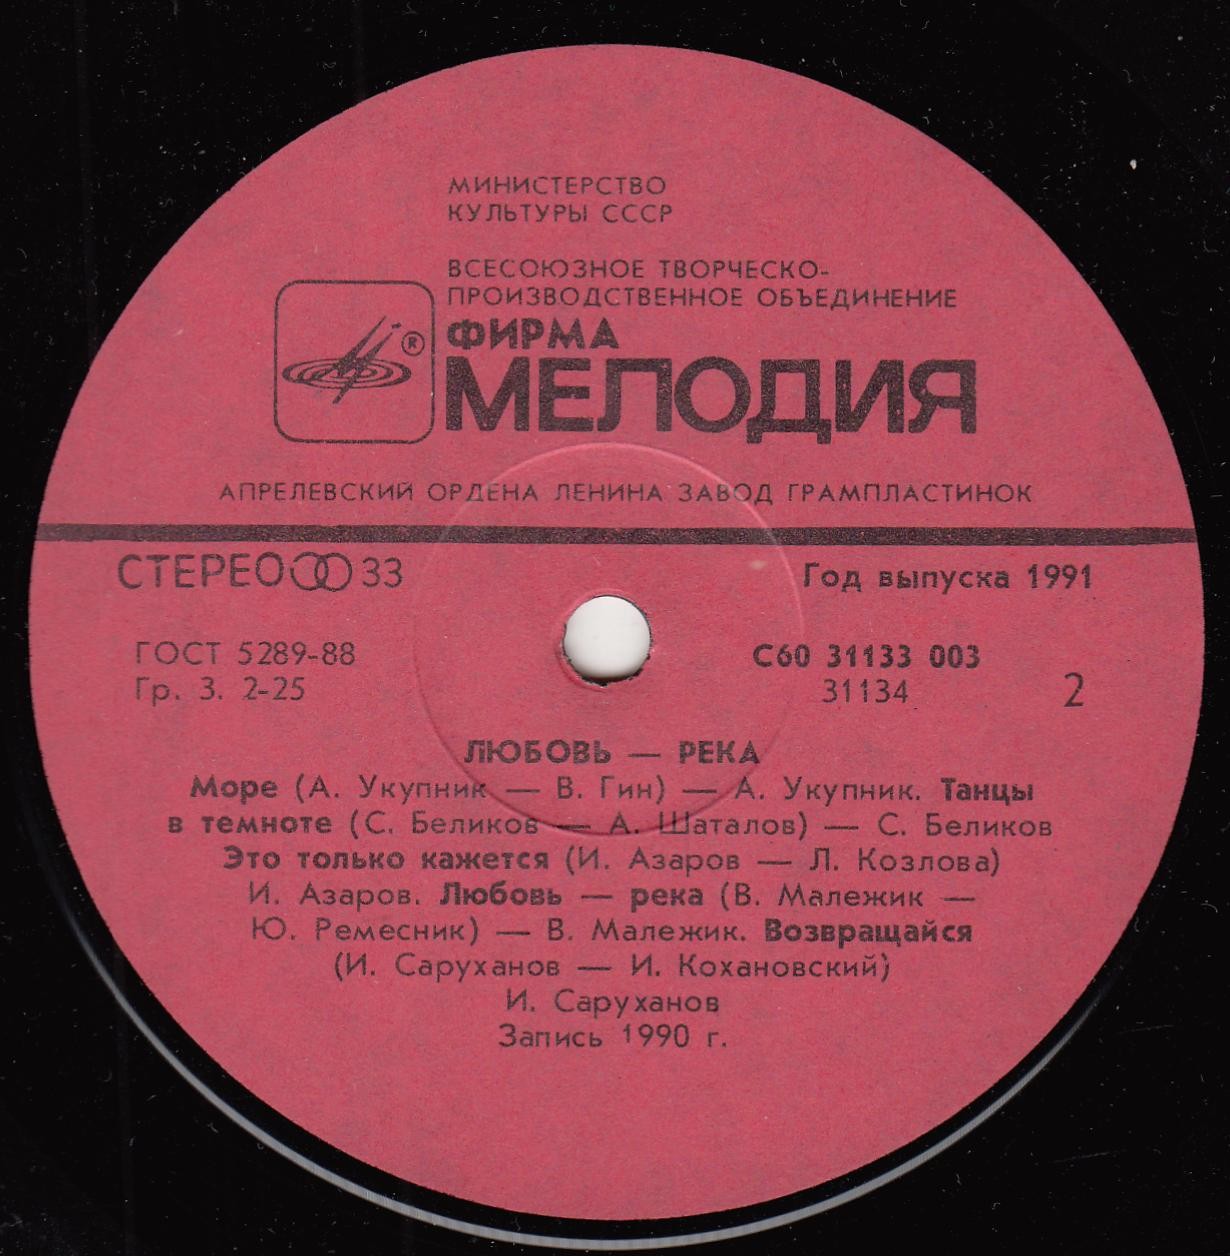 МИНИСТЕРСТВО
КУЛЬТУРЫ СССР
ВСЕСОЮЗНОЕ ТВОРЧЕСКО-
ПРОИЗВОДСТВЕННОЕ ОБЪЕДИНЕНИЕ
ФИРМА
®
МЕЛОДИЯ
АПРЕЛЕВСКИЙ ОРДЕНА ЛЕНИНА ЗАВОД ГРАМПЛАСТИНОК
СТЕРЕО 33
Год выпуска 1991
ГОСТ 5289-88
С60 31133 003
Гр. 3. 2-25
31134
2
ЛЮБОВЬ — РЕКА
Море (А. Укупник — В. Гин) — А. Укупник. Танцы
в темноте (С. Беликов — А. Шаталов) — С. Беликов
Это только кажется (И. Азаров — Л. Козлова)
И. Азаров. Любовь — река (В. Малежик —
Ю. Ремесник) — В. Малежик. Возвращайся
(И. Саруханов — И. Кохановский)
И. Саруханов
Запись 1990 г.